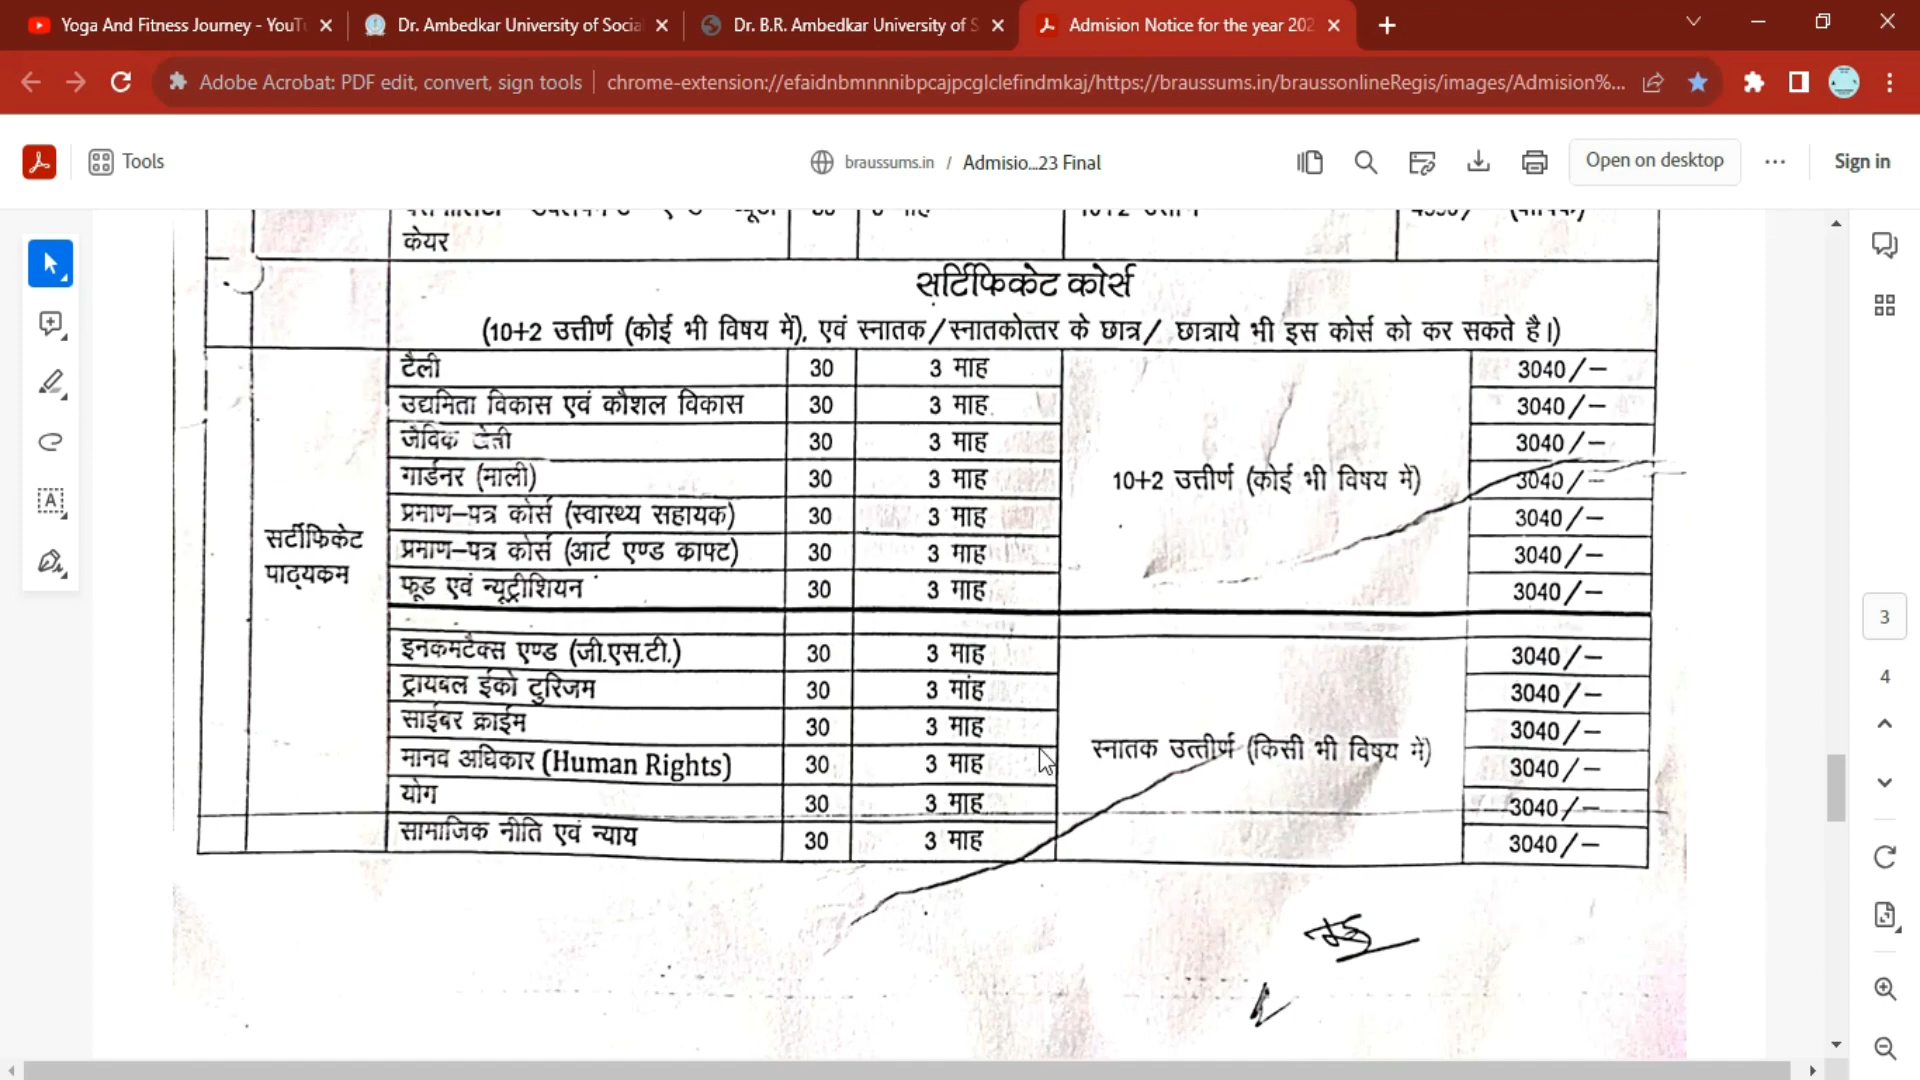 Yoga And Fitness Journey - YouT
Dr. Ambedkar University of Socia
Dr. B.R. Ambedkar University of S
Admision Notice for the year 202
Adobe Acrobat: PDF edit, convert, sign tools
chrome-extension://efaidnbmnnnibpcajpcglclefindmkaj/https://braussums.in/braussonlineRegis/images/Admision%...
Tools
braussums.in / Admisio...23 Final
Open on desktop
Sign in
केयर
सर्टिफिकेट कोर्स
(10+2 उत्तीर्ण (कोई भी विषय में), एवं स्नातक/स्नातकोत्तर के छात्र/ छात्राये भी इस कोर्स को कर सकते है।)
सर्टीफिकेट
पाठ्यकम
टैली 30 3 माह 3040/-
उद्यमिता विकास एवं कौशल विकास 30 3 माह 3040/-
जैविक खेती 30 3 माह 3040/-
गार्डनर (माली) 30 3 माह 10+2 उत्तीर्ण (कोई भी विषय में) 3040/-
प्रमाण-पत्र कोर्स (स्वास्थ्य सहायक) 30 3 माह 3040/-
प्रमाण-पत्र कोर्स (आर्ट एण्ड काफ्ट) 30 3 माह 3040/-
फूड एवं न्यूट्रीशियन 30 3 माह 3040/-
इनकमटैक्स एण्ड (जी.एस.टी.) 30 3 माह 3040/-
ट्रायबल ईको टुरिजम 30 3 मांह 3040/-
साईबर क्राईम 30 3 माह 3040/-
मानव अधिकार (Human Rights) 30 3 माह स्नातक उत्तीर्ण (किसी भी विषय में) 3040/-
योग 30 3 माह 3040/-
सामाजिक नीति एवं न्याय 30 3 माह 3040/-
3
4